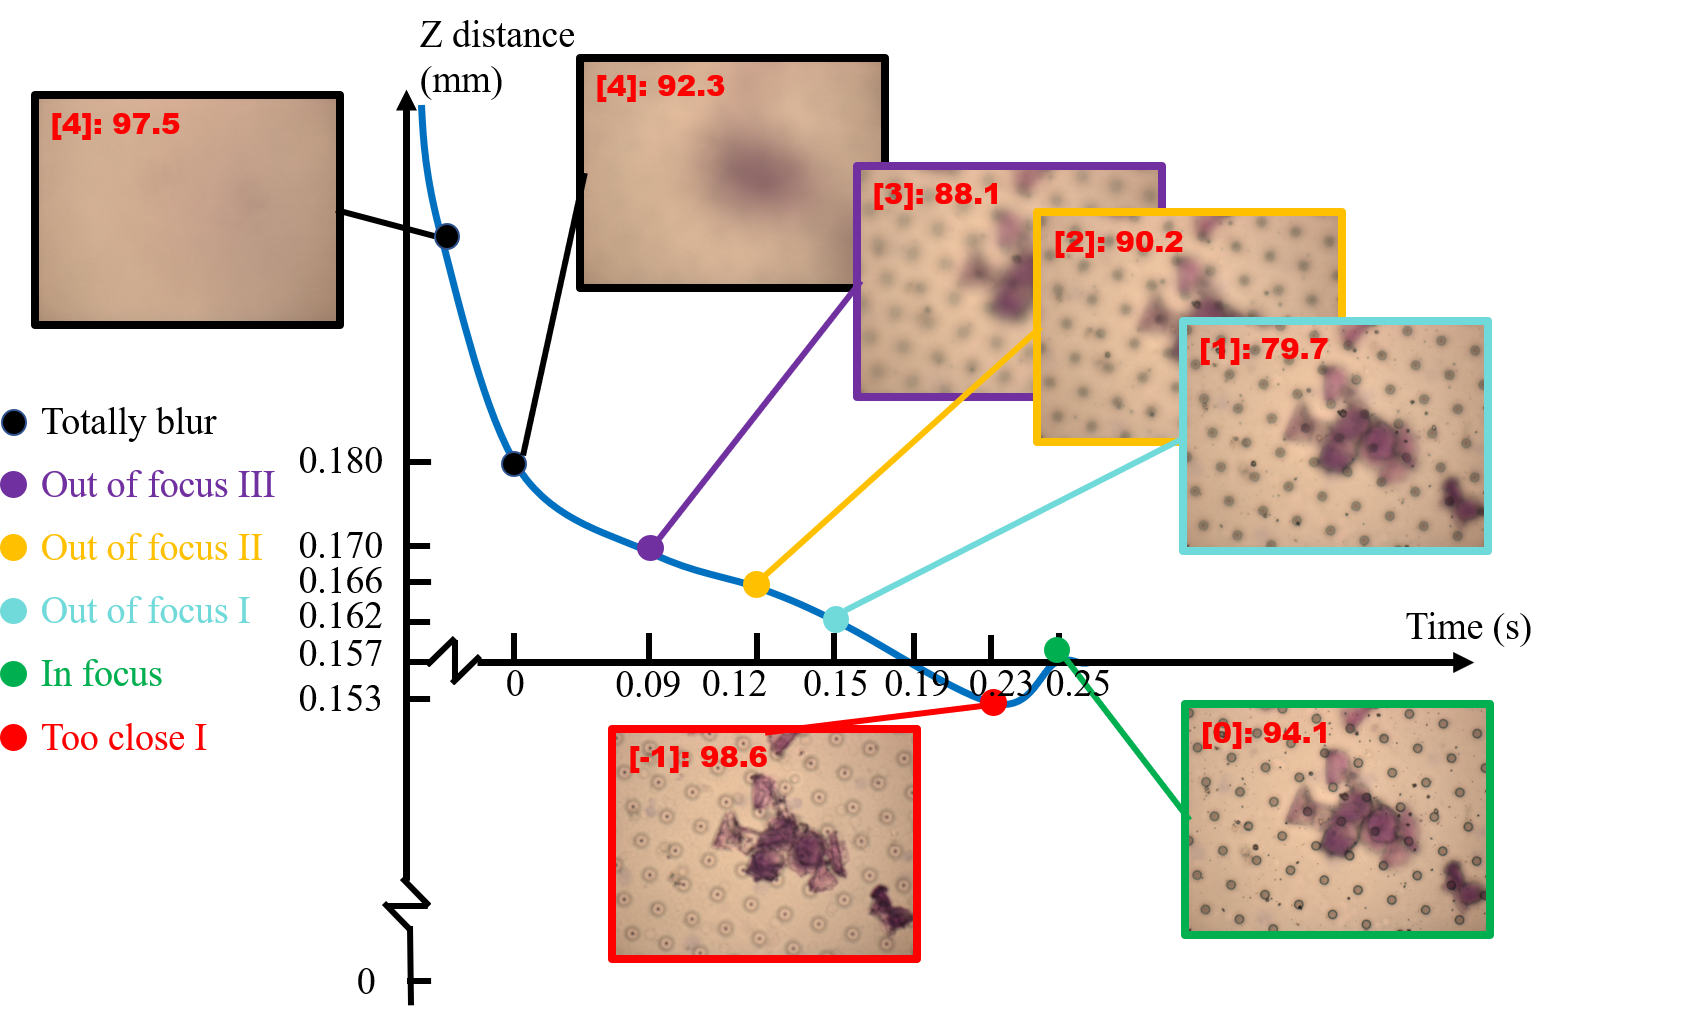 Z distance
(mm)
[4]: 97.5
[4]: 92.3
[3]: 88.1
[2]: 90.2
[1]: 79.7
Totally blur
Out of focus III
Out of focus II
Out of focus I
In focus
Too close I
0.180
0.170
0.166
0.162
0.157
0.153
0
Time (s)
0
0.09
0.12
0.15
0.19
0.23
0.25
[-1]: 98.6
[0]: 94.1